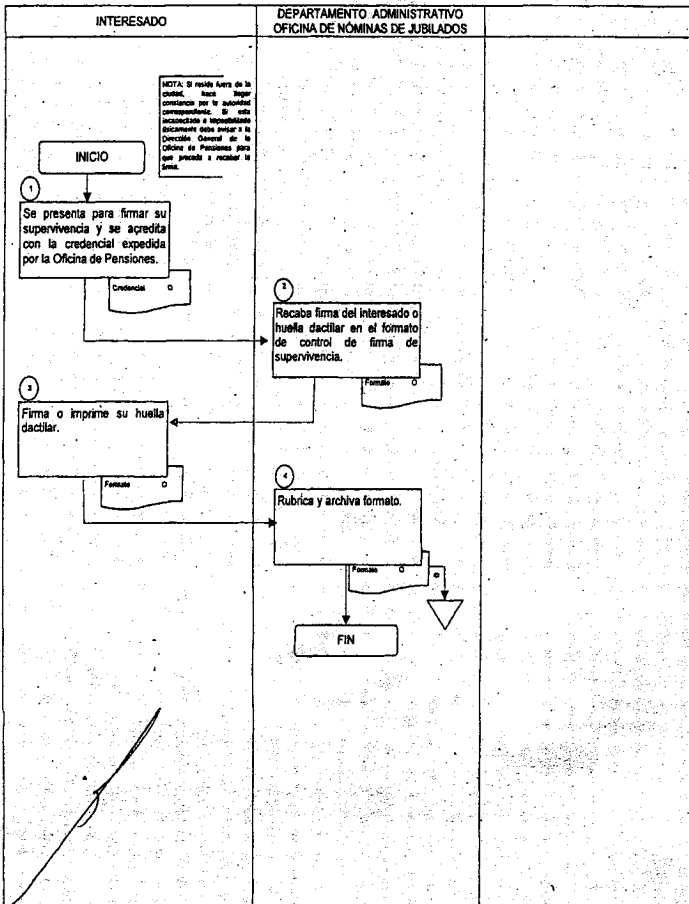 INTERESADO
DEPARTAMENTO ADMINISTRATIVO
OFICINA DE NÓMINAS DE JUBILADOS
NOTA: Si reside fuera de la
ciudad, hace llegar
constancia por la autoridad
correspondiente. Si esta
incapacitado o imposibilitado
físicamente debe avisar a la
Dirección General de la
Oficina de Pensiones para
que proceda a recabar la
firma.
INICIO
1
Se presenta para firmar su
supervivencia y se acredita
con la credencial expedida
por la Oficina de Pensiones.
Credencial O
2
Recaba firma del interesado o
huella dactilar en el formato
de control de firma de
supervivencia.
Formato O
3
Firma o imprime su huella
dactilar.
Formato O
4
Rubrica y archiva formato.
Formato O
FIN